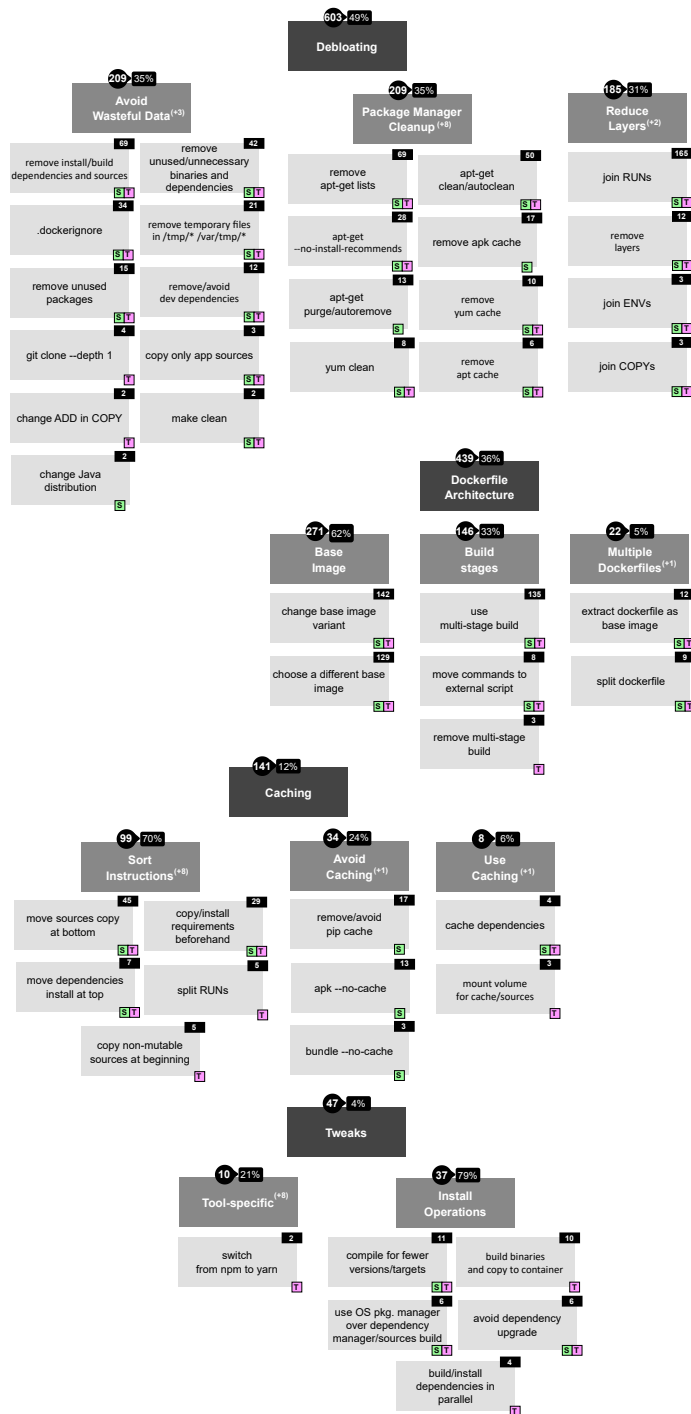 603 49%
Debloating
209 35%
Avoid
Wasteful Data(+3)
69
remove install/build
dependencies and sources
S T
42
remove
unused/unnecessary
binaries and
dependencies
S T
34
.dockerignore
S T
21
remove temporary files
in /tmp/* /var/tmp/*
S T
15
remove unused
packages
S T
12
remove/avoid
dev dependencies
S T
4
git clone --depth 1
T
3
copy only app sources
S T
2
change ADD in COPY
T
2
make clean
S T
2
change Java
distribution
S
209 35%
Package Manager
Cleanup(+8)
69
remove
apt-get lists
S T
50
apt-get
clean/autoclean
S T
28
apt-get
--no-install-recommends
S T
17
remove apk cache
S
13
apt-get
purge/autoremove
S
10
remove
yum cache
S T
8
yum clean
S T
6
remove
apt cache
S T
185 31%
Reduce
Layers(+2)
165
join RUNs
S T
12
remove
layers
S T
3
join ENVs
S T
3
join COPYs
S T
439 36%
Dockerfile
Architecture
271 62%
Base
Image
142
change base image
variant
S T
129
choose a different base
image
S T
146 33%
Build
stages
135
use
multi-stage build
S T
8
move commands to
external script
S T
3
remove multi-stage
build
T
22 5%
Multiple
Dockerfiles(+1)
12
extract dockerfile as
base image
S T
9
split dockerfile
S T
141 12%
Caching
99 70%
Sort
Instructions(+8)
45
move sources copy
at bottom
S T
29
copy/install
requirements
beforehand
S T
7
move dependencies
install at top
S T
5
split RUNs
T
5
copy non-mutable
sources at beginning
T
34 24%
Avoid
Caching(+1)
17
remove/avoid
pip cache
S
13
apk --no-cache
S
3
bundle --no-cache
S
8 6%
Use
Caching(+1)
4
cache dependencies
S T
3
mount volume
for cache/sources
T
47 4%
Tweaks
10 21%
Tool-specific(+8)
2
switch
from npm to yarn
T
37 79%
Install
Operations
11
compile for fewer
versions/targets
S T
10
build binaries
and copy to container
T
6
use OS pkg. manager
over dependency
manager/sources build
S T
6
avoid dependency
upgrade
S T
4
build/install
dependencies in
parallel
T